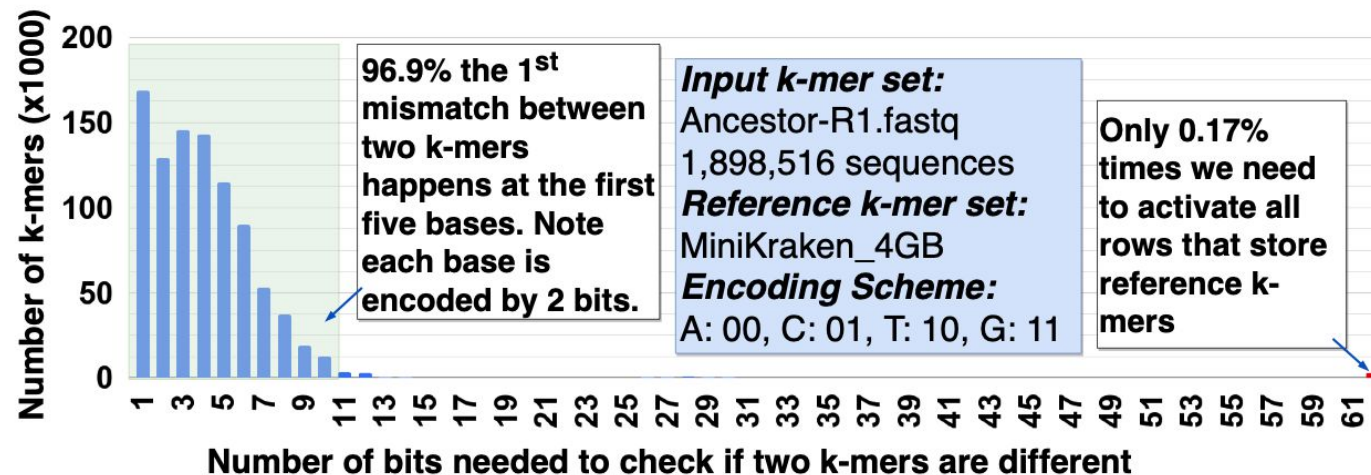 Number of k-mers (x1000)
200
150
100
50
0
96.9% the 1st
mismatch between
two k-mers
happens at the first
five bases. Note
each base is
encoded by 2 bits.
Input k-mer set:
Ancestor-R1.fastq
1,898,516 sequences
Reference k-mer set:
MiniKraken_4GB
Encoding Scheme:
A: 00, C: 01, T: 10, G: 11
Only 0.17%
times we need
to activate all
rows that store
reference k-
mers
1 3 5 7 9 11 13 15 17 19 21 23 25 27 29 31 33 35 37 39 41 43 45 47 49 51 53 55 57 59 61
Number of bits needed to check if two k-mers are different